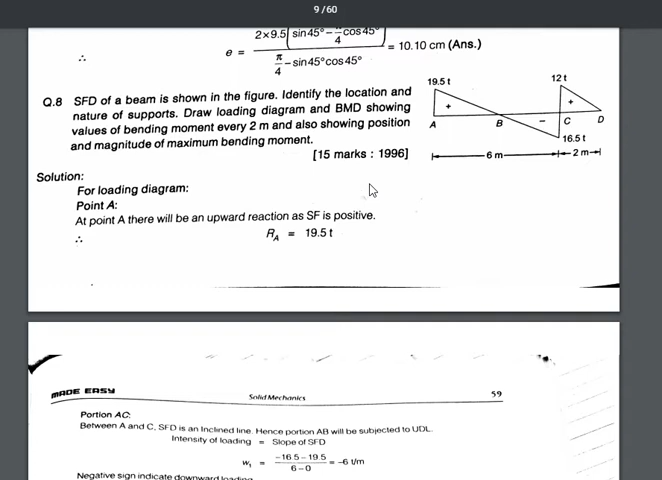 9 /60
2×9.5 ( sin45° – π/4 cos45° )
∴ e = ――― = 10.10 cm (Ans.)
π/4 – sin45°cos45°
Q.8 SFD of a beam is shown in the figure. Identify the location and
nature of supports. Draw loading diagram and BMD showing
values of bending moment every 2 m and also showing position
and magnitude of maximum bending moment.
[15 marks : 1996]
19.5 t
12 t
+
+
A
B
–
C
D
16.5 t
6 m
2 m
Solution:
For loading diagram:
Point A:
At point A there will be an upward reaction as SF is positive.
∴ R_A = 19.5 t
MADE EASY
Solid Mechanics
59
Portion AC:
Between A and C, SFD is an Inclined line. Hence portion AB will be subjected to UDL.
Intensity of loading = Slope of SFD
w₁ = (–16.5 – 19.5)/(6 – 0) = –6 t/m
Negative sign indicate downward loading